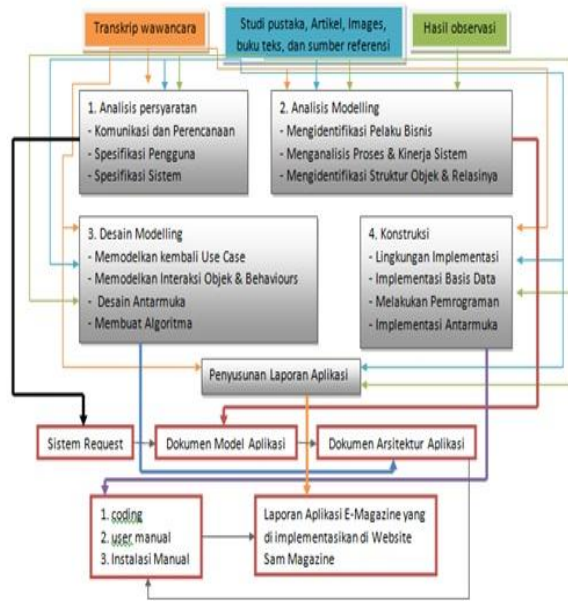 Transkrip wawancara
Studi pustaka, Artikel, Images,
buku teks, dan sumber referensi
Hasil observasi
1. Analisis persyaratan
- Komunikasi dan Perencanaan
- Spesifikasi Pengguna
- Spesifikasi Sistem
2. Analisis Modelling
- Mengidentifikasi Pelaku Bisnis
- Menganalisis Proses & Kinerja Sistem
- Mengidentifikasi Struktur Objek & Relasinya
3. Desain Modelling
- Memodelkan kembali Use Case
- Memodelkan Interaksi Objek & Behaviours
- Desain Antarmuka
- Membuat Algoritma
4. Konstruksi
- Lingkungan Implementasi
- Implementasi Basis Data
- Melakukan Pemrograman
- Implementasi Antarmuka
Penyusunan Laporan Aplikasi
Sistem Request
Dokumen Model Aplikasi
Dokumen Arsitektur Aplikasi
1. coding
2. user manual
3. Instalasi Manual
Laporan Aplikasi E-Magazine yang
di implementasikan di Website
Sam Magazine